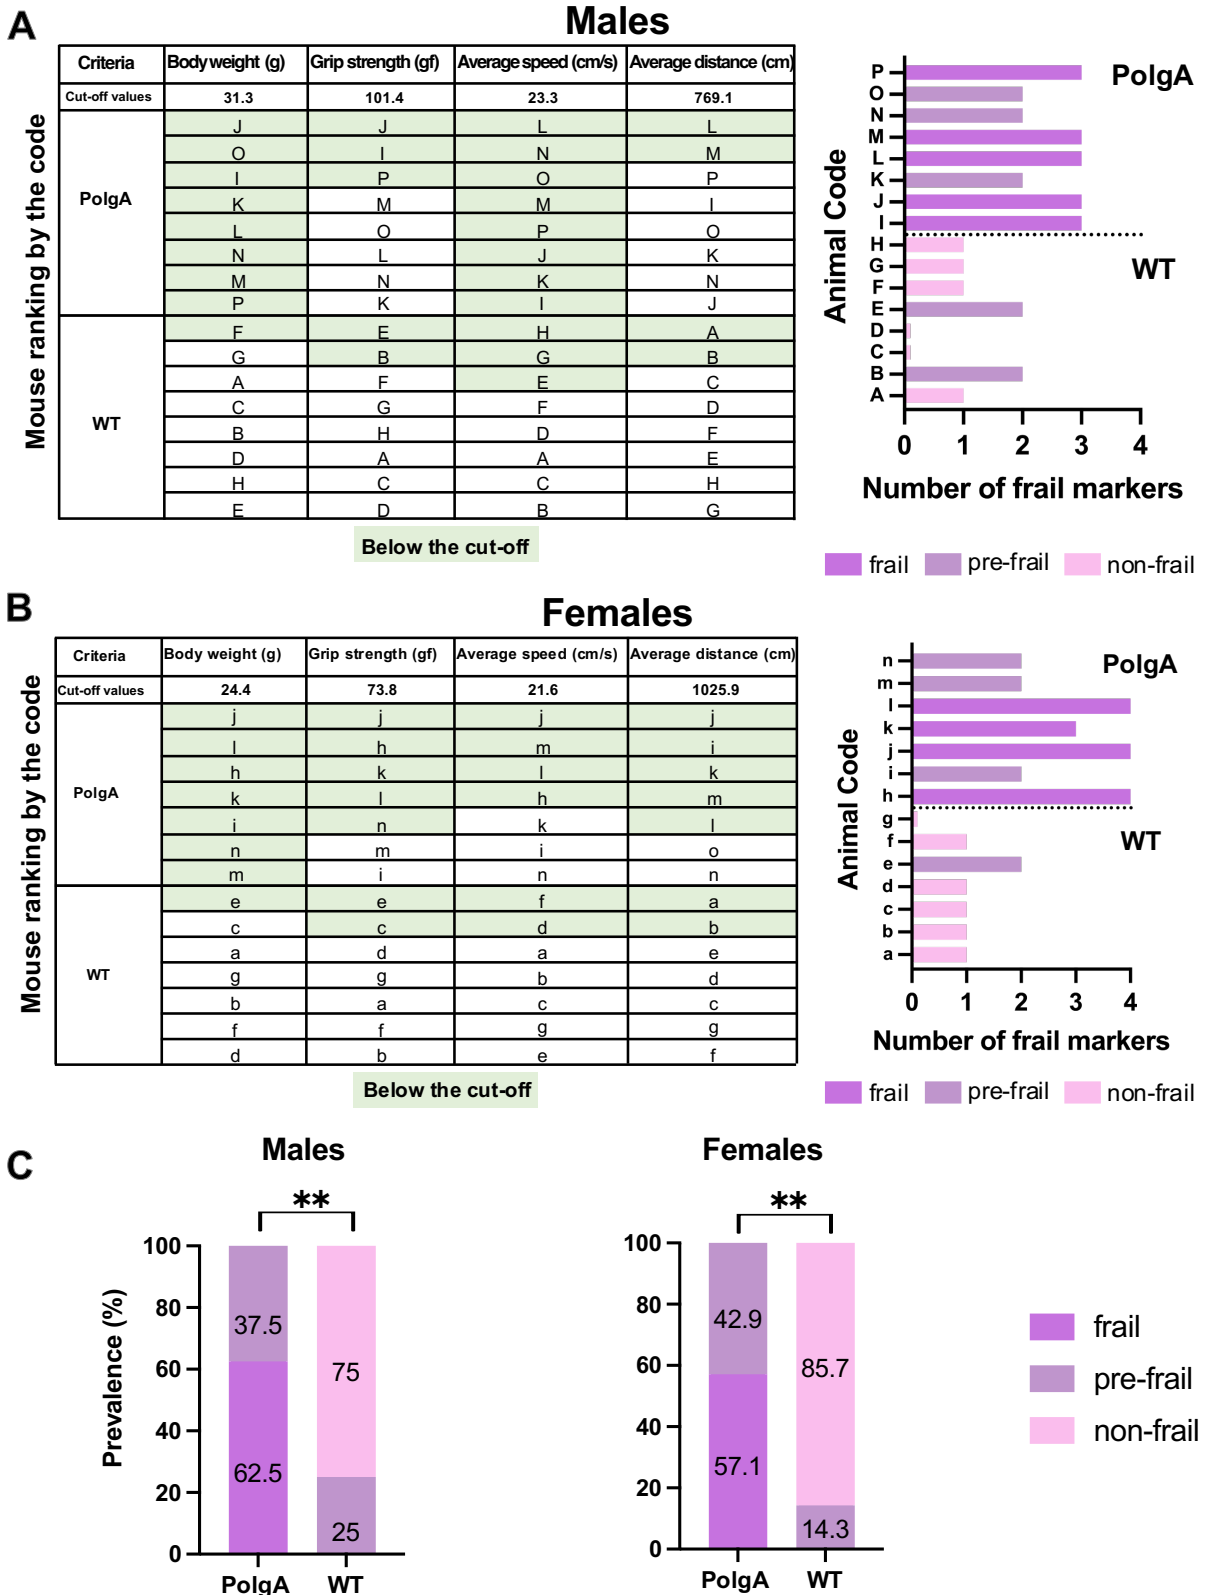 A
Males
Criteria Body weight (g) Grip strength (gf) Average speed (cm/s) Average distance (cm)
Cut-off values 31.3 101.4 23.3 769.1
Mouse ranking by the code
PolgA
J J L L
O I N M
I P O P
K M M I
L O P O
N L J K
M N K N
P K I J
WT
F E H A
G B G B
A F E C
C G F D
B H D F
D A A E
H C C H
E D B G
Below the cut-off
PolgA
WT
Animal Code
P
O
N
M
L
K
J
I
H
G
F
E
D
C
B
A
0 1 2 3 4
Number of frail markers
frail pre-frail non-frail
B
Females
Criteria Body weight (g) Grip strength (gf) Average speed (cm/s) Average distance (cm)
Cut-off values 24.4 73.8 21.6 1025.9
Mouse ranking by the code
PolgA
j j j j
l h m i
h k l k
k l h m
i n k l
n m i o
m i n n
WT
e e f a
c c d b
a d a e
g g b d
b a c c
f f g g
d b e f
Below the cut-off
PolgA
WT
Animal Code
n
m
l
k
j
i
h
g
f
e
d
c
b
a
0 1 2 3 4
Number of frail markers
frail pre-frail non-frail
C
Males
**
Prevalence (%)
100
80
60
40
20
0
37.5
62.5
75
25
PolgA WT
Females
**
100
80
60
40
20
0
42.9
57.1
85.7
14.3
PolgA WT
frail
pre-frail
non-frail